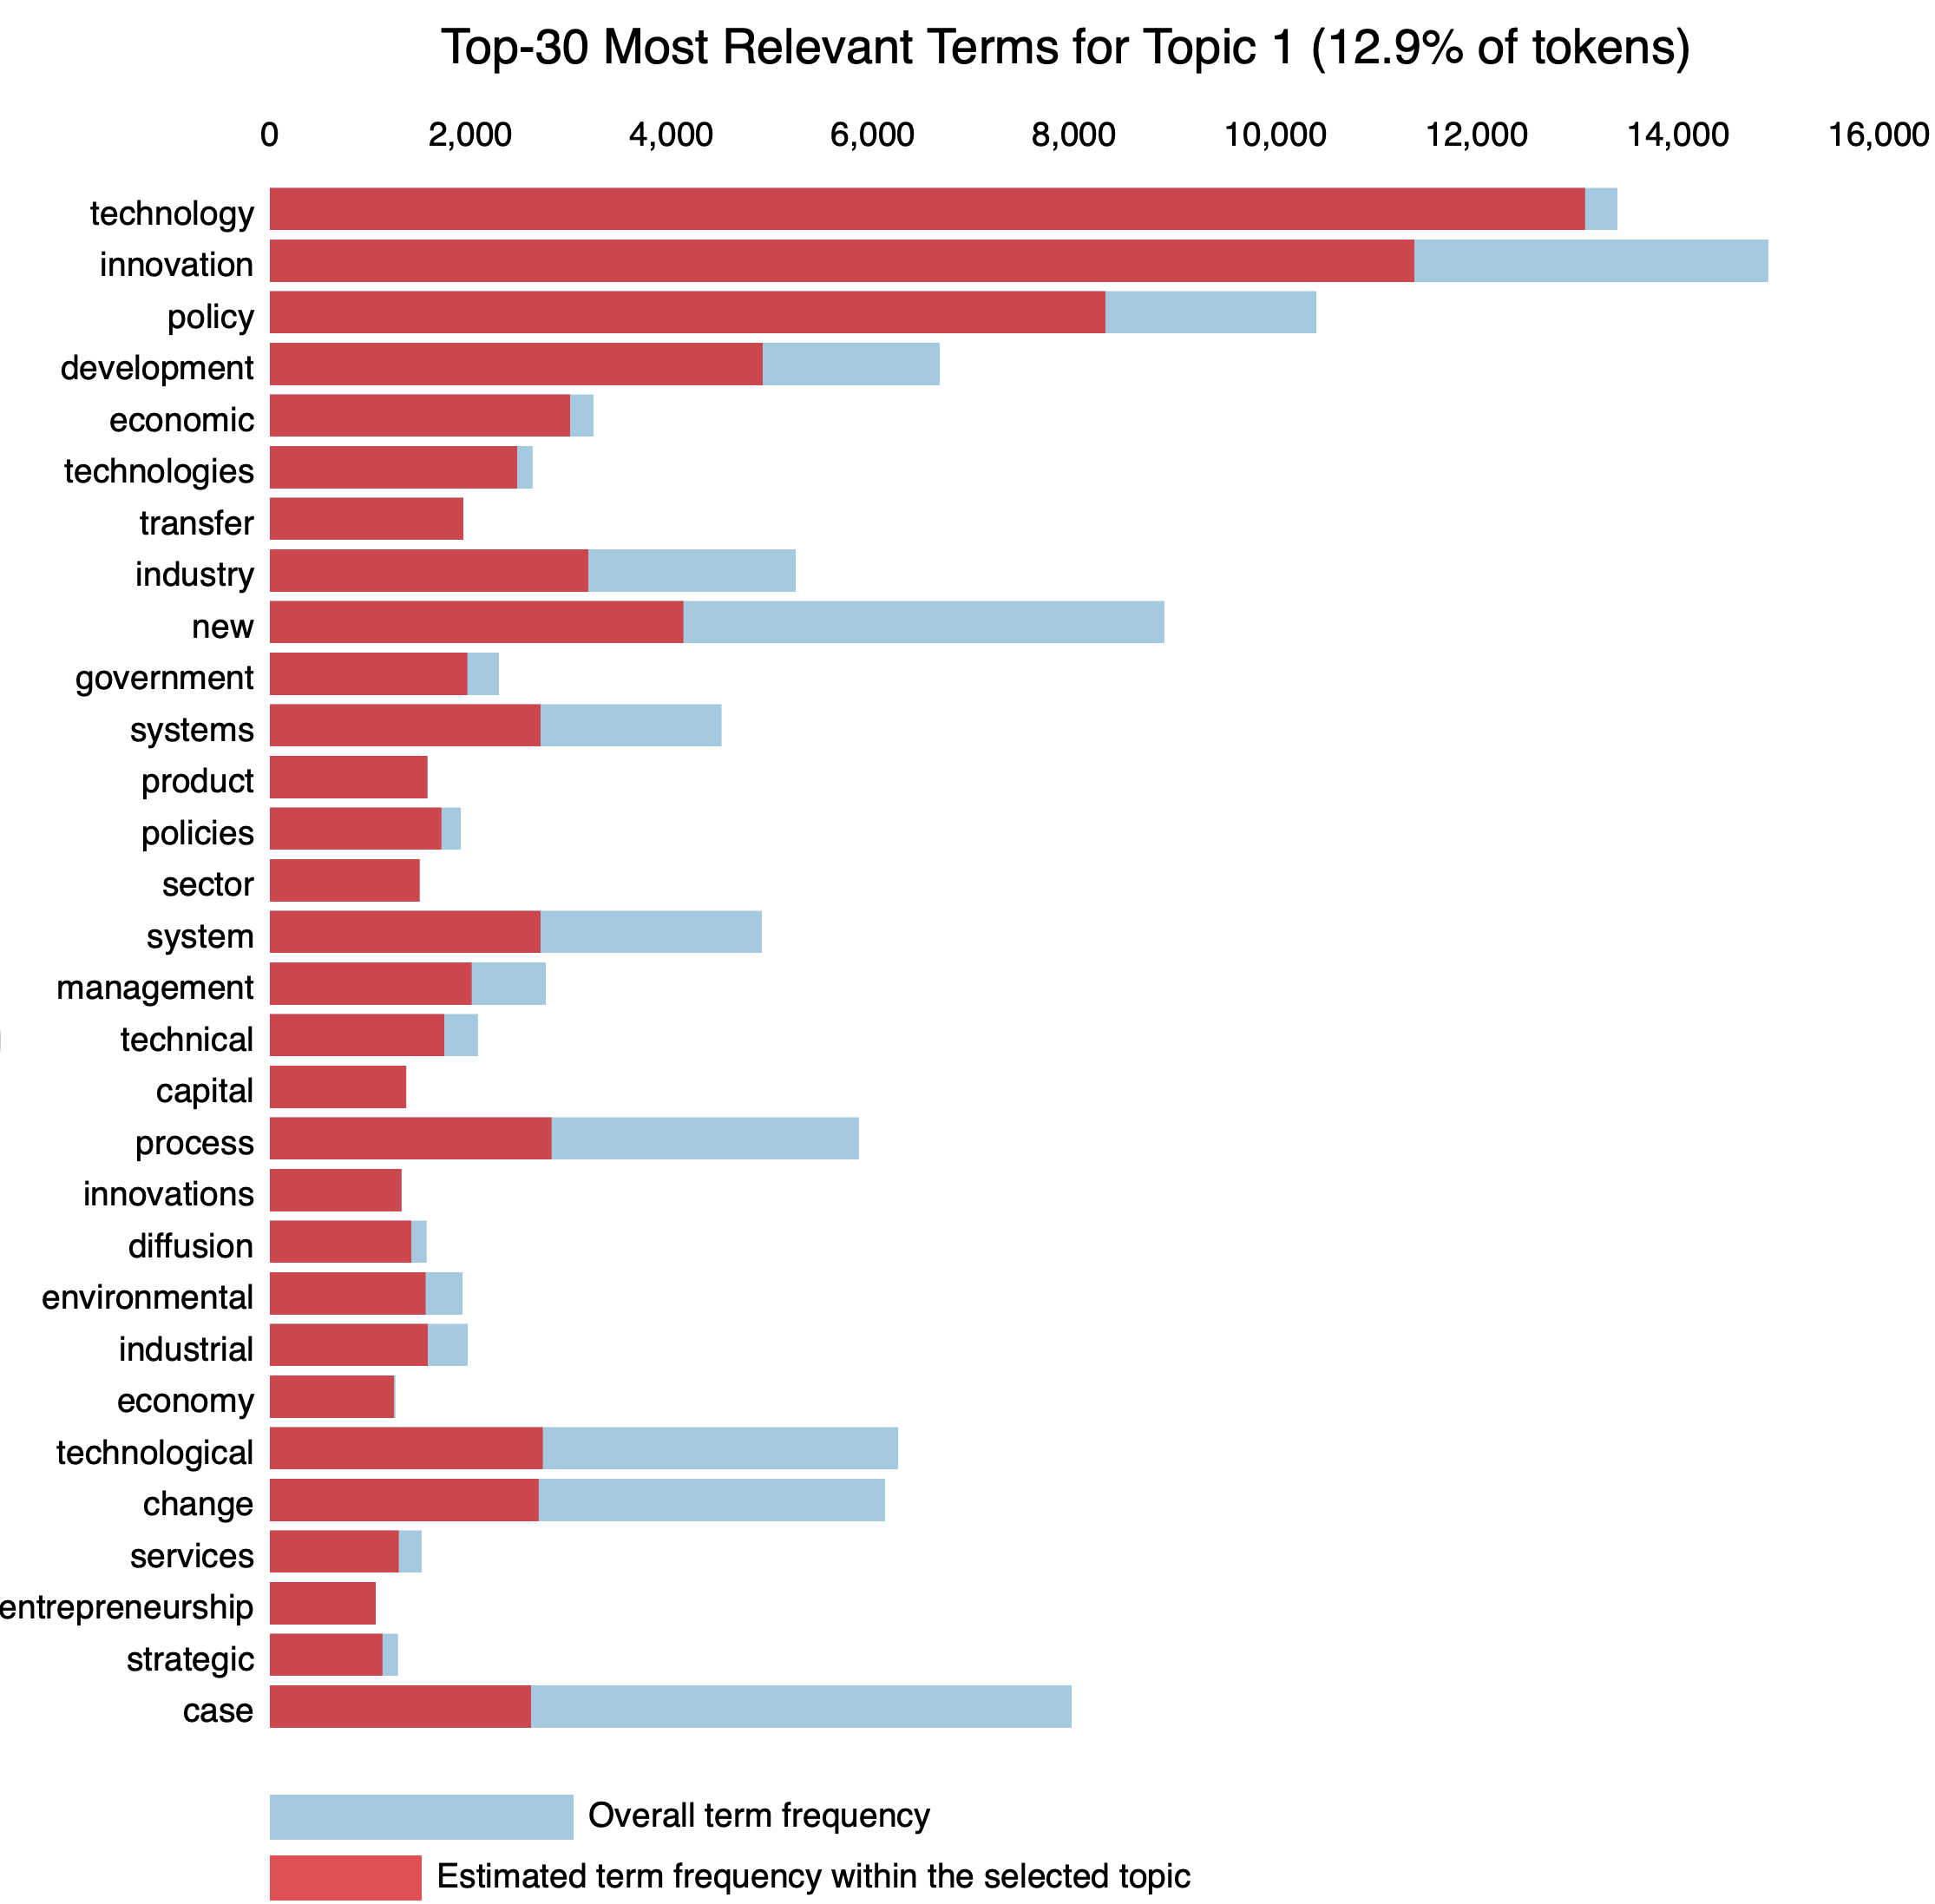 Top-30 Most Relevant Terms for Topic 1 (12.9% of tokens)
0 2,000 4,000 6,000 8,000 10,000 12,000 14,000 16,000
technology
innovation
policy
development
economic
technologies
transfer
industry
new
government
systems
product
policies
sector
system
management
technical
capital
process
innovations
diffusion
environmental
industrial
economy
technological
change
services
entrepreneurship
strategic
case
Overall term frequency
Estimated term frequency within the selected topic